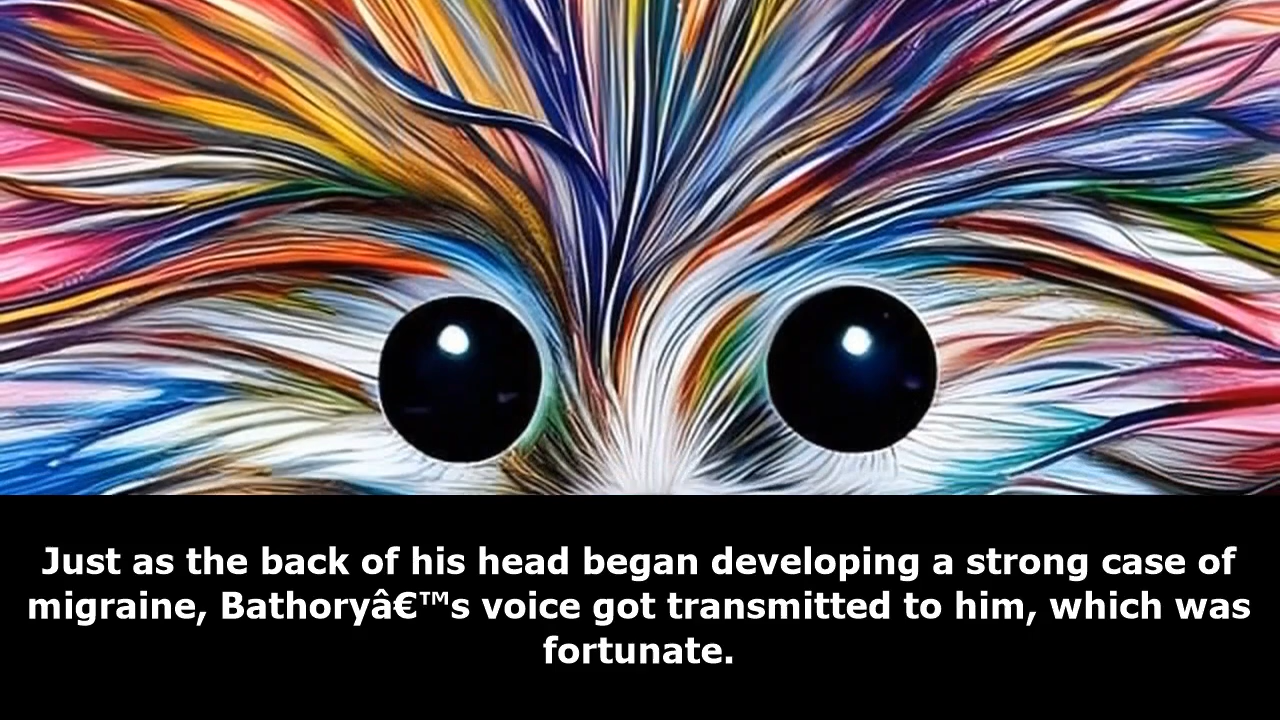 Just as the back of his head began developing a strong case of
migraine, Bathoryâ€™s voice got transmitted to him, which was
fortunate.